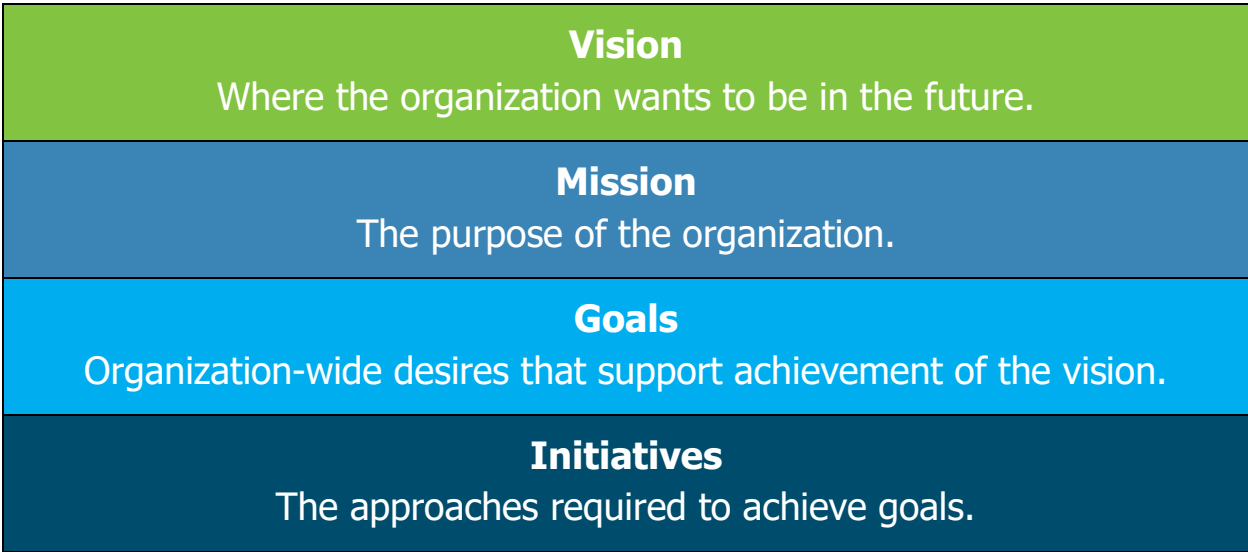 Vision
Where the organization wants to be in the future.
Mission
The purpose of the organization.
Goals
Organization-wide desires that support achievement of the vision.
Initiatives
The approaches required to achieve goals.